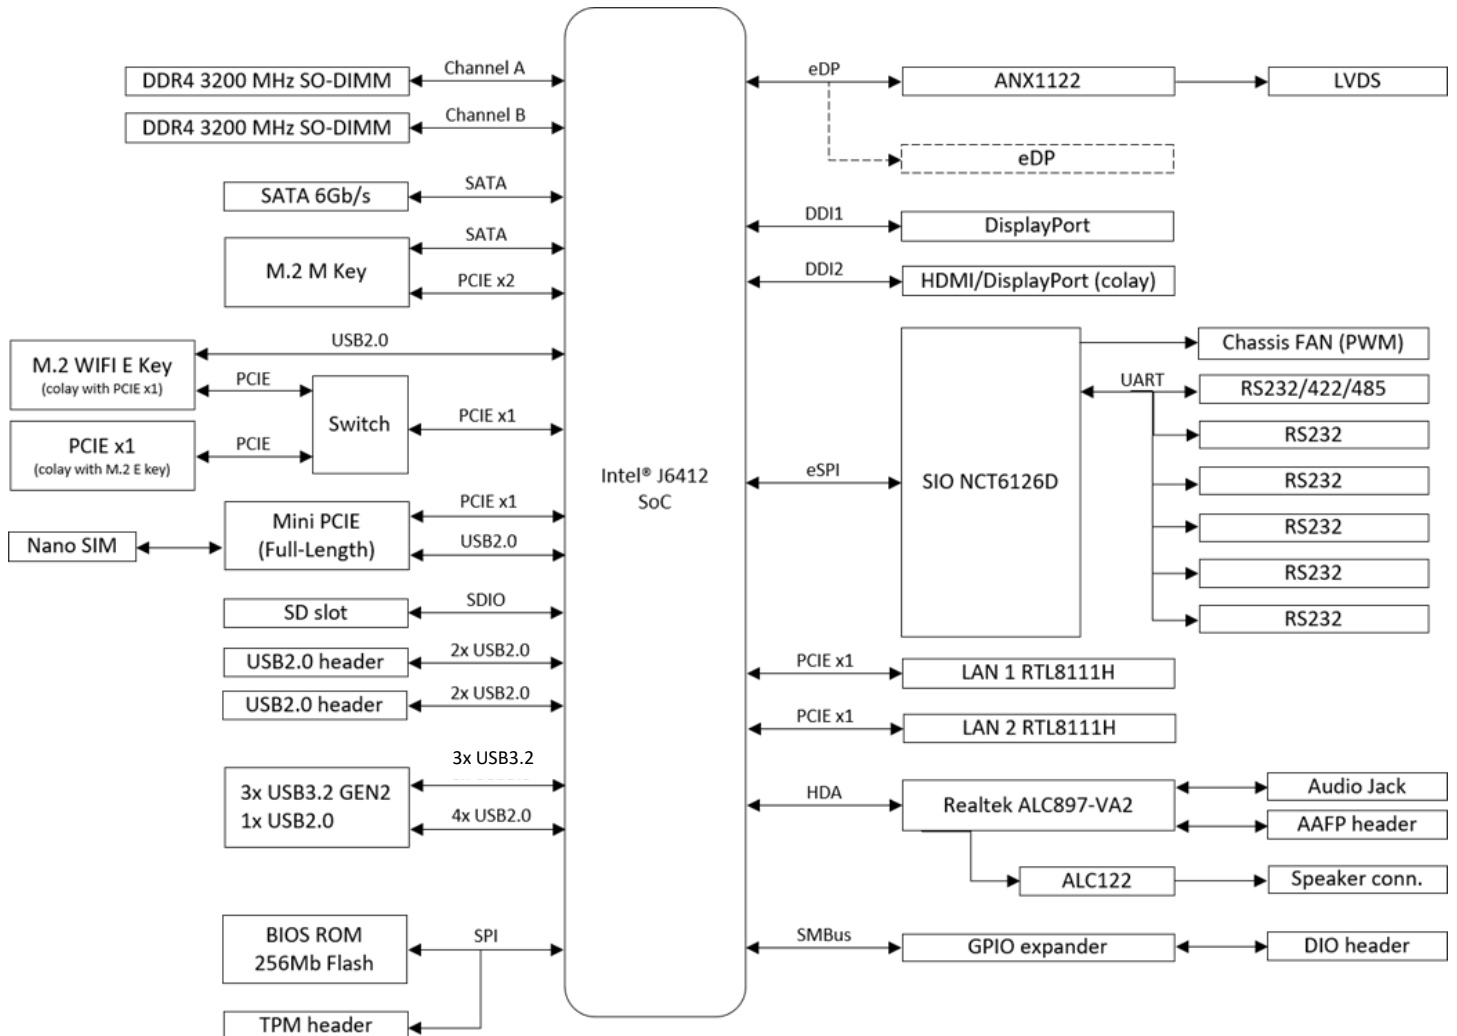 DDR4 3200 MHz SO-DIMM
Channel A
DDR4 3200 MHz SO-DIMM
Channel B
SATA 6Gb/s
SATA
M.2 M Key
SATA
PCIE x2
M.2 WIFI E Key
(colay with PCIE x1)
USB2.0
PCIE
PCIE x1
(colay with M.2 E key)
PCIE
Switch
PCIE x1
Nano SIM
Mini PCIE
(Full-Length)
PCIE x1
USB2.0
SD slot
SDIO
USB2.0 header
2x USB2.0
USB2.0 header
2x USB2.0
3x USB3.2 GEN2
1x USB2.0
3x USB3.2
4x USB2.0
BIOS ROM
256Mb Flash
SPI
TPM header
Intel® J6412
SoC
eDP
ANX1122
LVDS
eDP
DDI1
DisplayPort
DDI2
HDMI/DisplayPort (colay)
eSPI
SIO NCT6126D
Chassis FAN (PWM)
UART
RS232/422/485
RS232
RS232
RS232
RS232
RS232
PCIE x1
LAN 1 RTL8111H
PCIE x1
LAN 2 RTL8111H
HDA
Realtek ALC897-VA2
Audio Jack
AAFP header
ALC122
Speaker conn.
SMBus
GPIO expander
DIO header